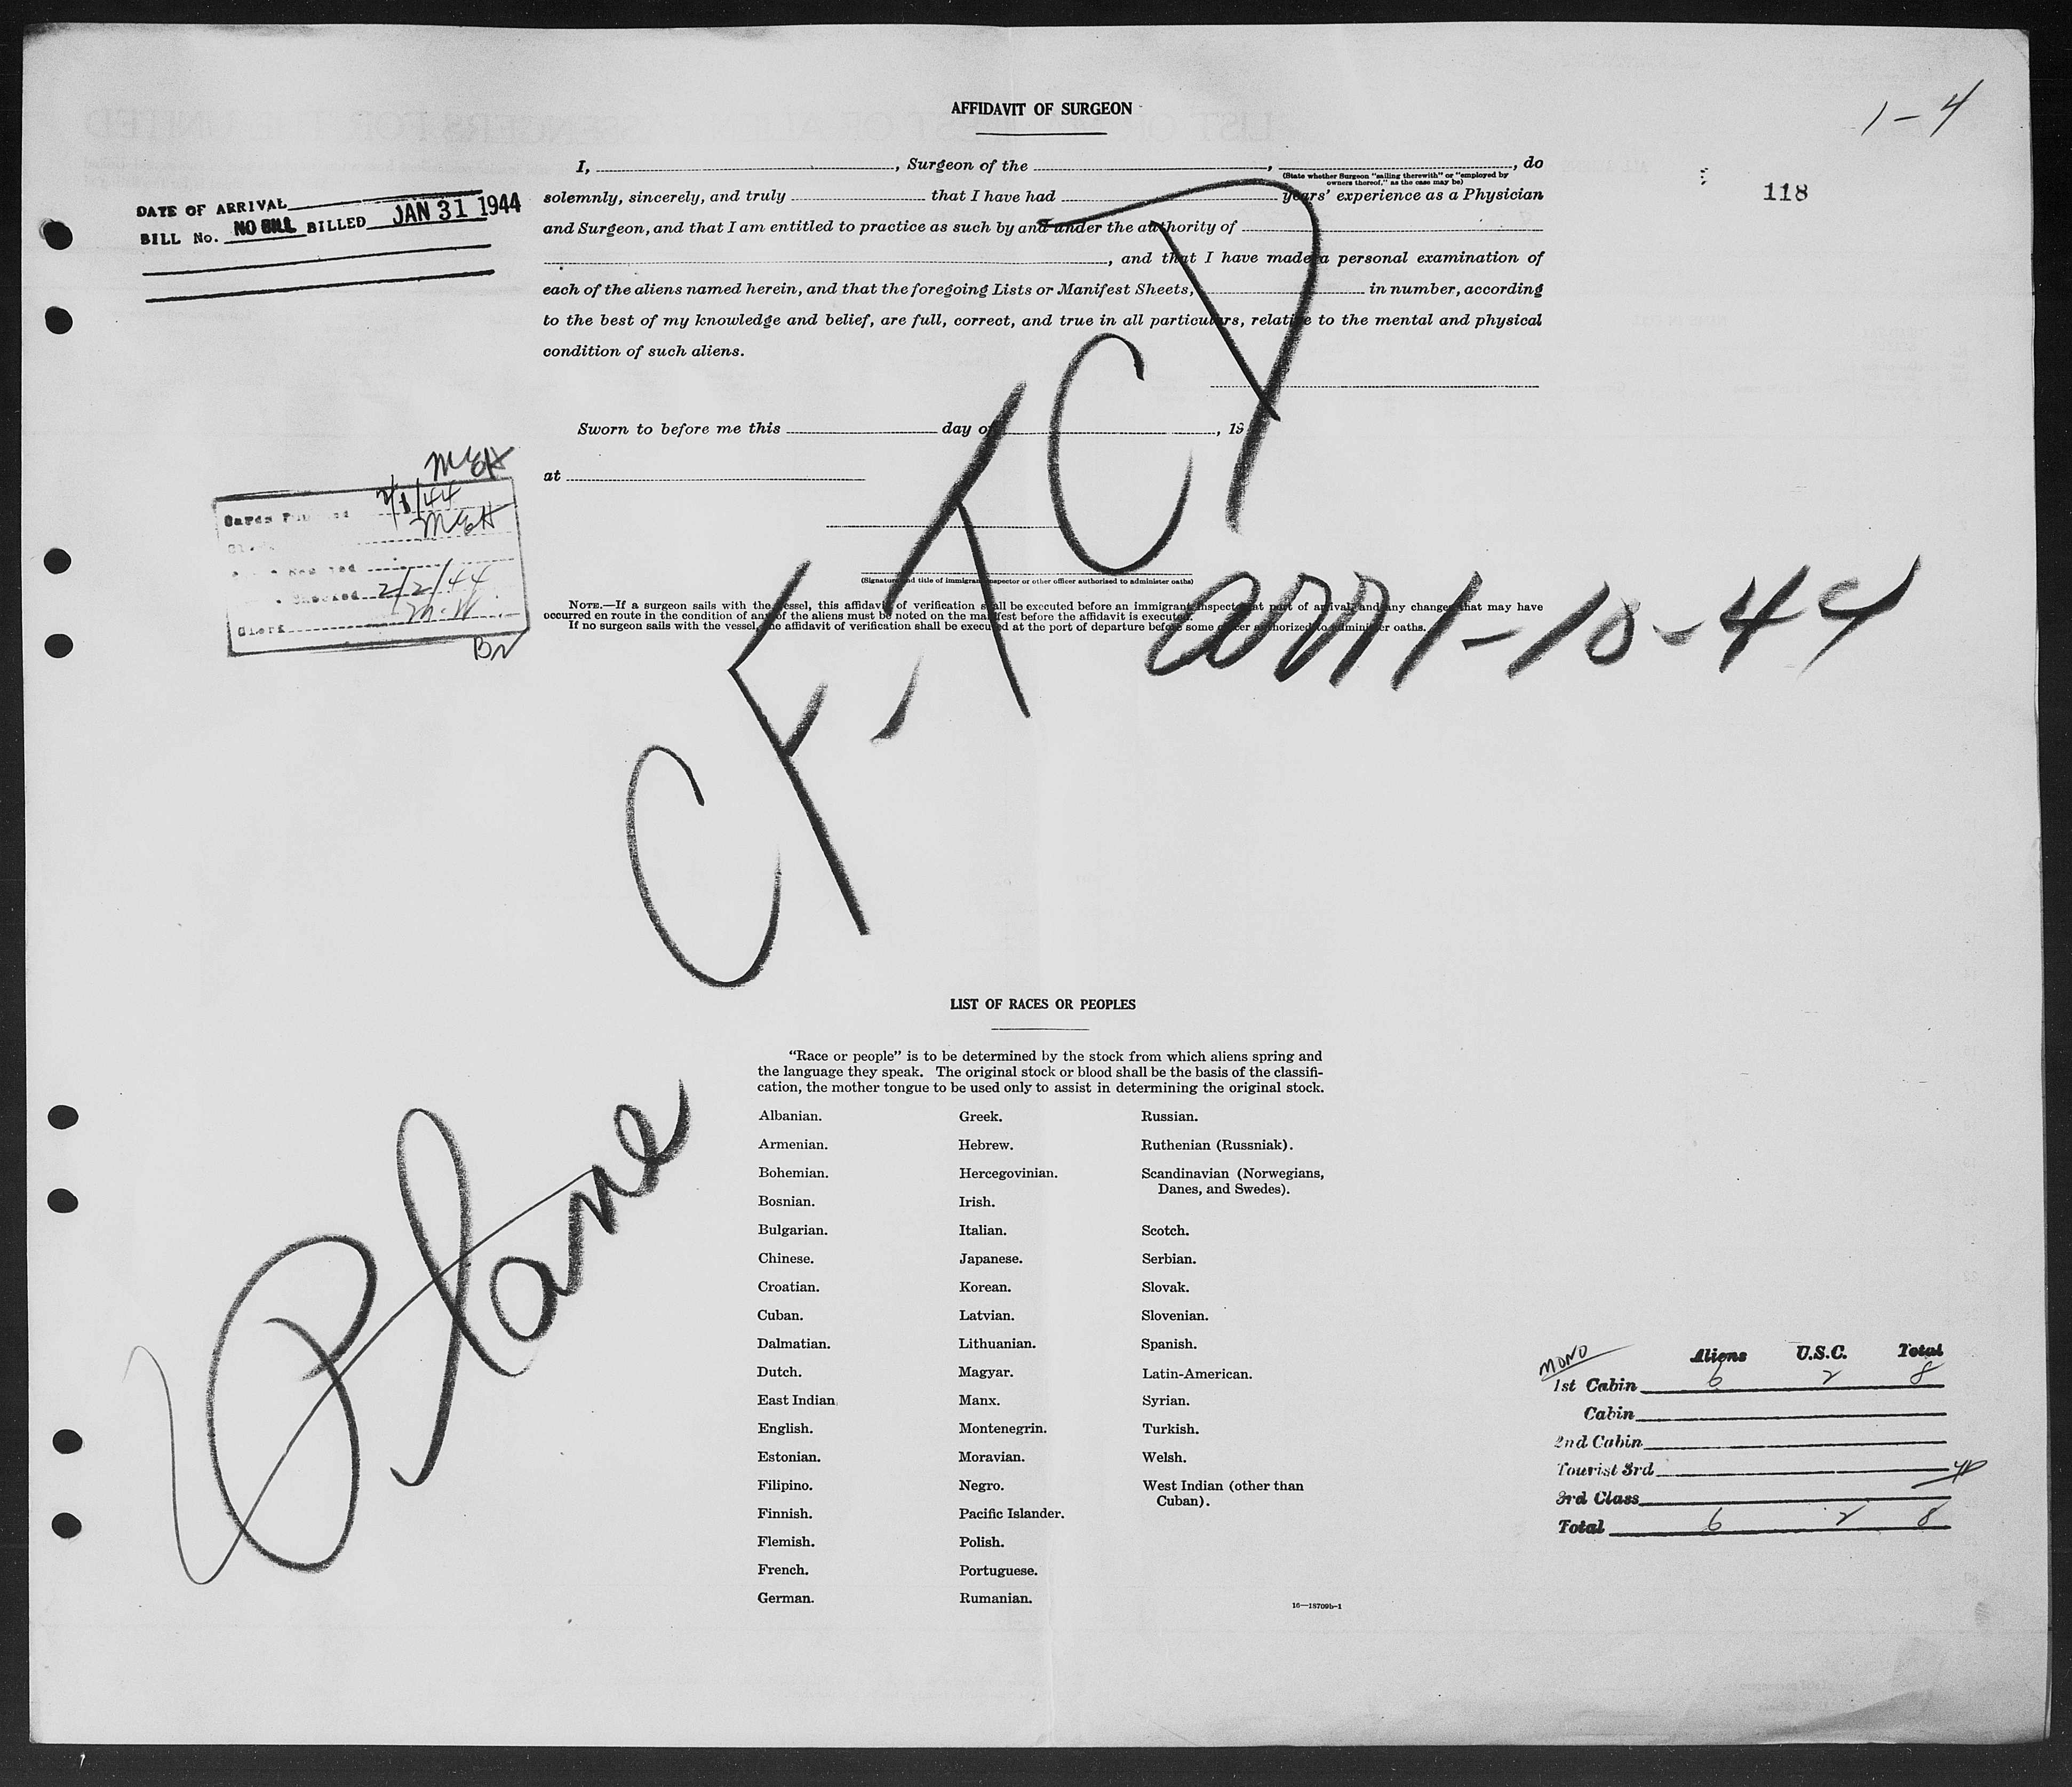 AFFIDAVIT OF SURGEON
1-4
118
I, , Surgeon of the , , do
(State whether Surgeon "sailing therewith" or "employed by
owners thereof," as the case may be)
solemnly, sincerely, and truly that I have had years' experience as a Physician
and Surgeon, and that I am entitled to practice as such by and under the authority of
, and that I have made a personal examination of
each of the aliens named herein, and that the foregoing Lists or Manifest Sheets, in number, according
to the best of my knowledge and belief, are full, correct, and true in all particulars, relative to the mental and physical
condition of such aliens.
DATE OF ARRIVAL
BILL No. NO BILL BILLED JAN 31 1944
Sworn to before me this day of , 19
at
(Signature and title of immigrant inspector or other officer authorized to administer oaths)
MEH
Cards 2/1/44
MEH
Checked 2/2/44
Clerk M.W.
NOTE.—If a surgeon sails with the vessel, this affidavit of verification shall be executed before an immigrant inspector at port of arrival, and any changes that may have
occurred en route in the condition of any of the aliens must be noted on the manifest before the affidavit is executed.
If no surgeon sails with the vessel, the affidavit of verification shall be executed at the port of departure before some officer authorized to administer oaths.
CF-TCD
arr 1-10-44
Plane
LIST OF RACES OR PEOPLES
"Race or people" is to be determined by the stock from which aliens spring and
the language they speak. The original stock or blood shall be the basis of the classifi-
cation, the mother tongue to be used only to assist in determining the original stock.
Albanian.
Armenian.
Bohemian.
Bosnian.
Bulgarian.
Chinese.
Croatian.
Cuban.
Dalmatian.
Dutch.
East Indian.
English.
Estonian.
Filipino.
Finnish.
Flemish.
French.
German.
Greek.
Hebrew.
Hercegovinian.
Irish.
Italian.
Japanese.
Korean.
Latvian.
Lithuanian.
Magyar.
Manx.
Montenegrin.
Moravian.
Negro.
Pacific Islander.
Polish.
Portuguese.
Rumanian.
Russian.
Ruthenian (Russniak).
Scandinavian (Norwegians,
Danes, and Swedes).
Scotch.
Serbian.
Slovak.
Slovenian.
Spanish.
Latin-American.
Syrian.
Turkish.
Welsh.
West Indian (other than
Cuban).
16—18709b-1
MONO
Aliens U.S.C. Total
1st Cabin 6 2 8
Cabin
2nd Cabin
Tourist 3rd
3rd Class
Total 6 2 8